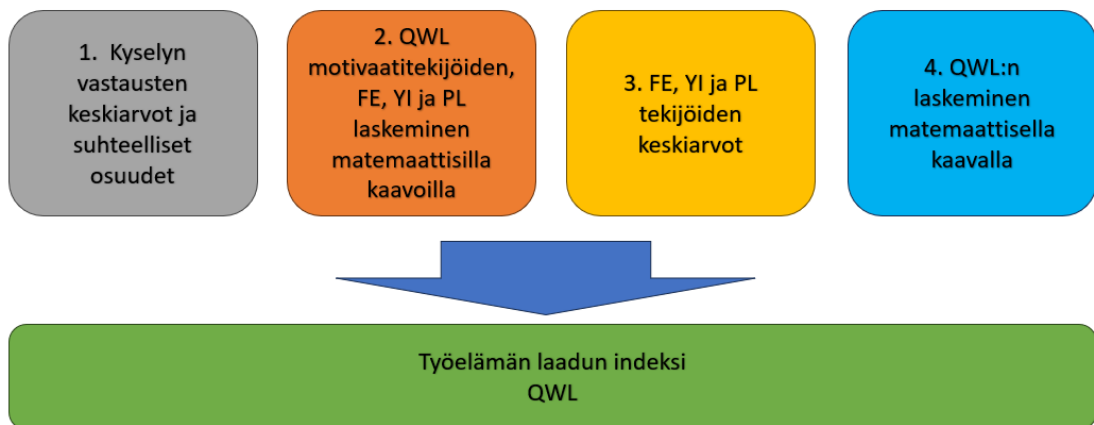 1. Kyselyn
vastausten
keskiarvot ja
suhteelliset
osuudet
2. QWL
motivaatitekijöiden,
FE, YI ja PL
laskeminen
matemaattisilla
kaavoilla
3. FE, YI ja PL
tekijöiden
keskiarvot
4. QWL:n
laskeminen
matemaattisella
kaavalla
Työelämän laadun indeksi
QWL